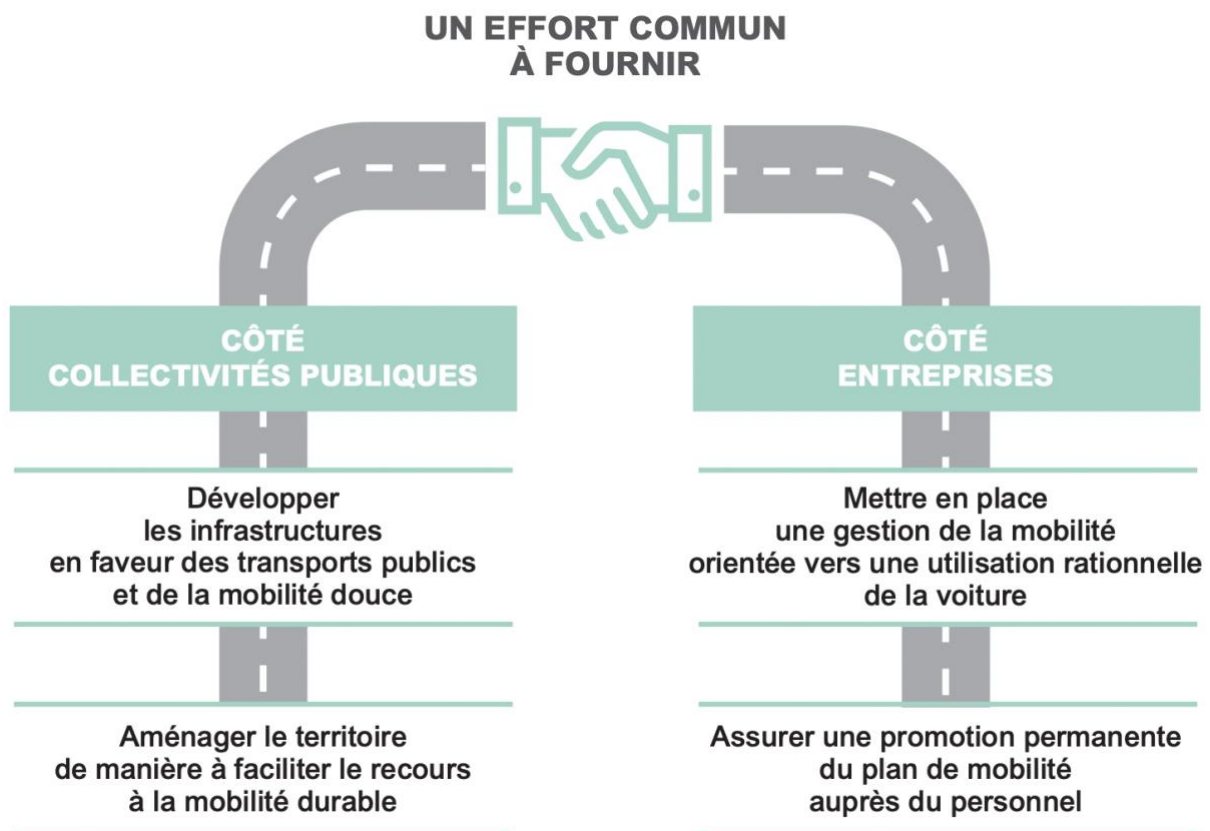 UN EFFORT COMMUN
À FOURNIR
CÔTÉ
COLLECTIVITÉS PUBLIQUES
Développer
les infrastructures
en faveur des transports publics
et de la mobilité douce
Aménager le territoire
de manière à faciliter le recours
à la mobilité durable
CÔTÉ
ENTREPRISES
Mettre en place
une gestion de la mobilité
orientée vers une utilisation rationnelle
de la voiture
Assurer une promotion permanente
du plan de mobilité
auprès du personnel